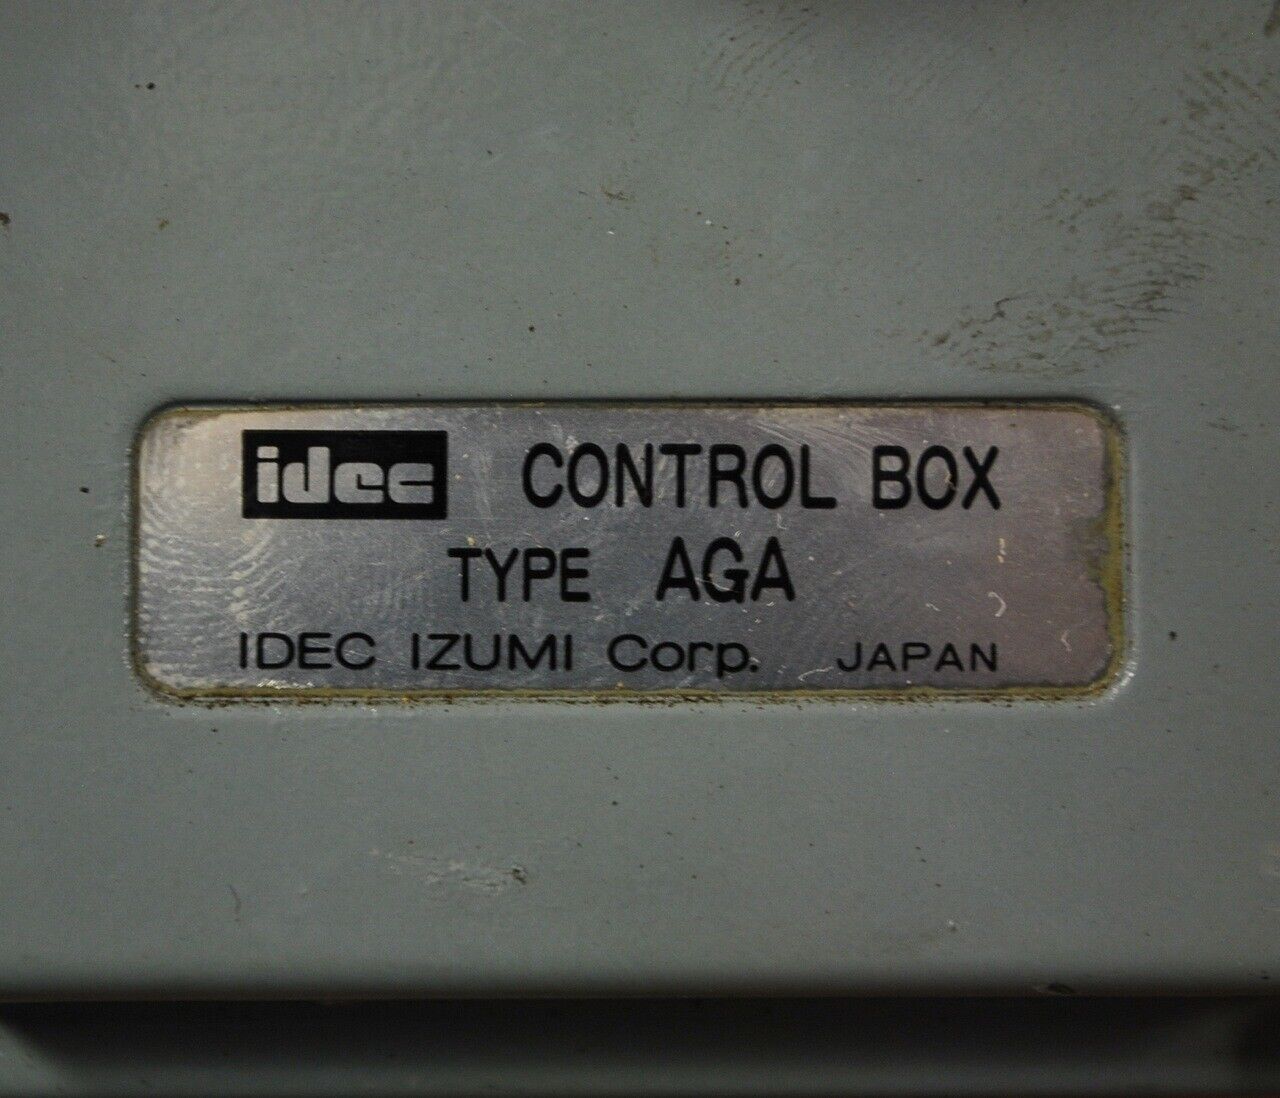 idec CONTROL BOX
TYPE AGA
IDEC IZUMI Corp. JAPAN